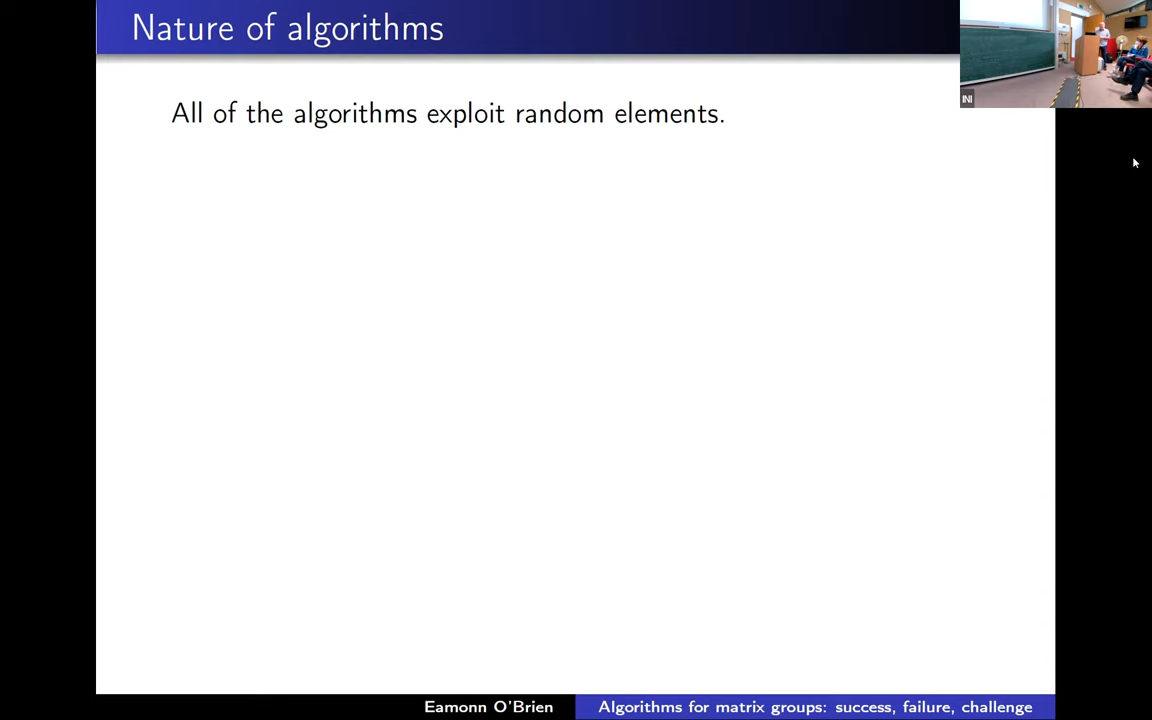 Nature of algorithms
INI
All of the algorithms exploit random elements.
Eamonn O'Brien
Algorithms for matrix groups: success, failure, challenge